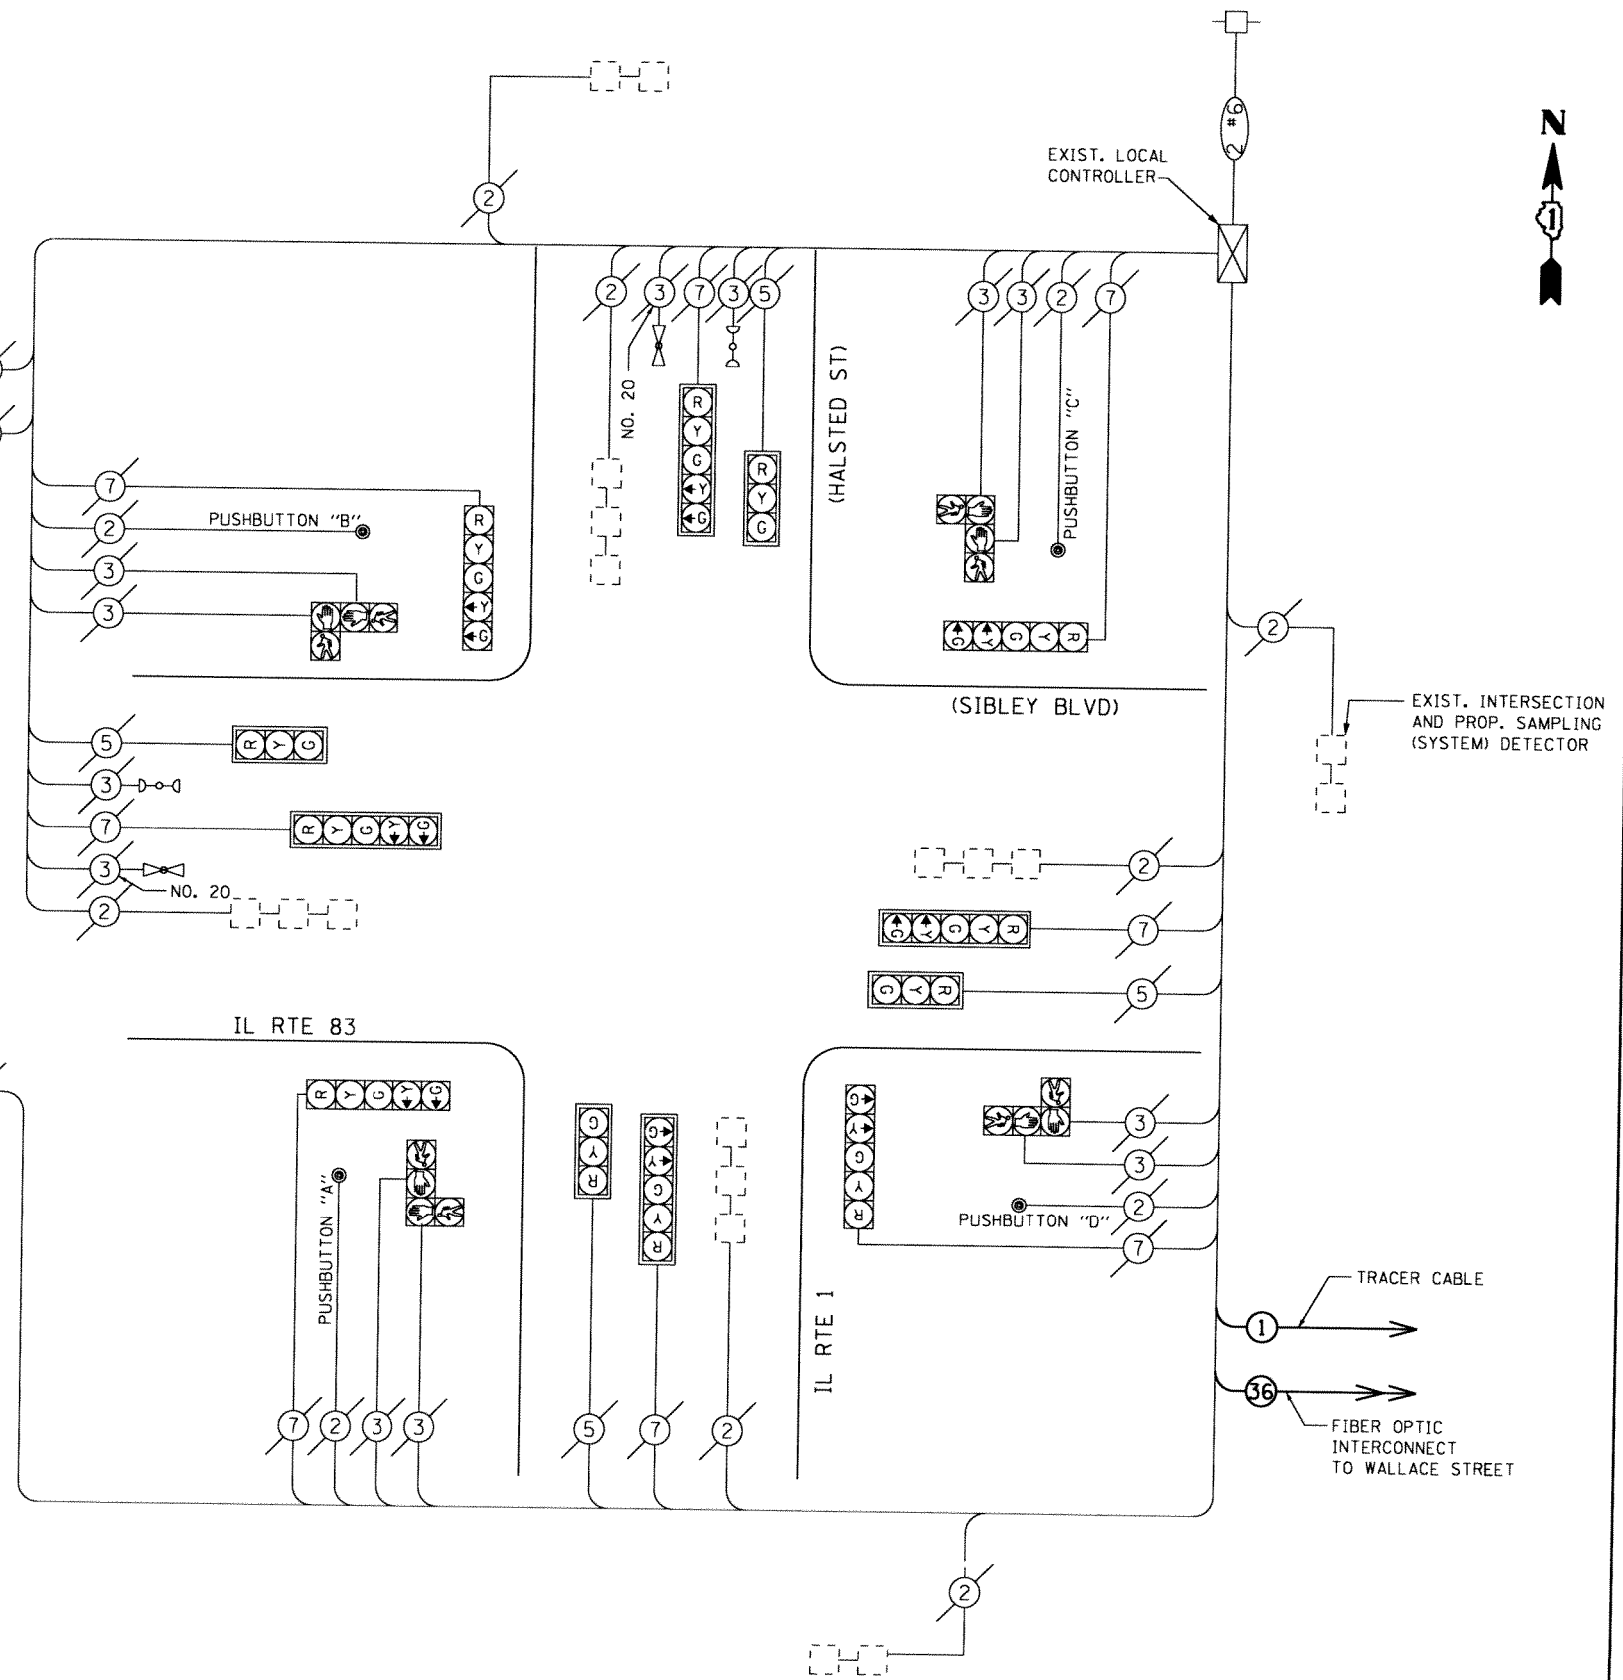 2 #6
N
1
EXIST. LOCAL
CONTROLLER
2
2
3
7
3
5
3
3
2
7
NO. 20
(HALSTED ST)
R
Y
G
Y
G
R
Y
G
PUSHBUTTON "C"
7
2
3
3
PUSHBUTTON "B"
R
Y
G
Y
G
R Y G Y G
2
(SIBLEY BLVD)
EXIST. INTERSECTION
AND PROP. SAMPLING
(SYSTEM) DETECTOR
5
R Y G
3
7
R Y G Y G
3
NO. 20
2
2
G Y G Y R
7
G Y R
5
IL RTE 83
R Y G Y G
PUSHBUTTON "A"
G
Y
R
G
Y
G
Y
R
G
Y
G
Y
R
3
3
2
PUSHBUTTON "D"
7
IL RTE 1
TRACER CABLE
1
36
FIBER OPTIC
INTERCONNECT
TO WALLACE STREET
7
2
3
3
5
7
2
2